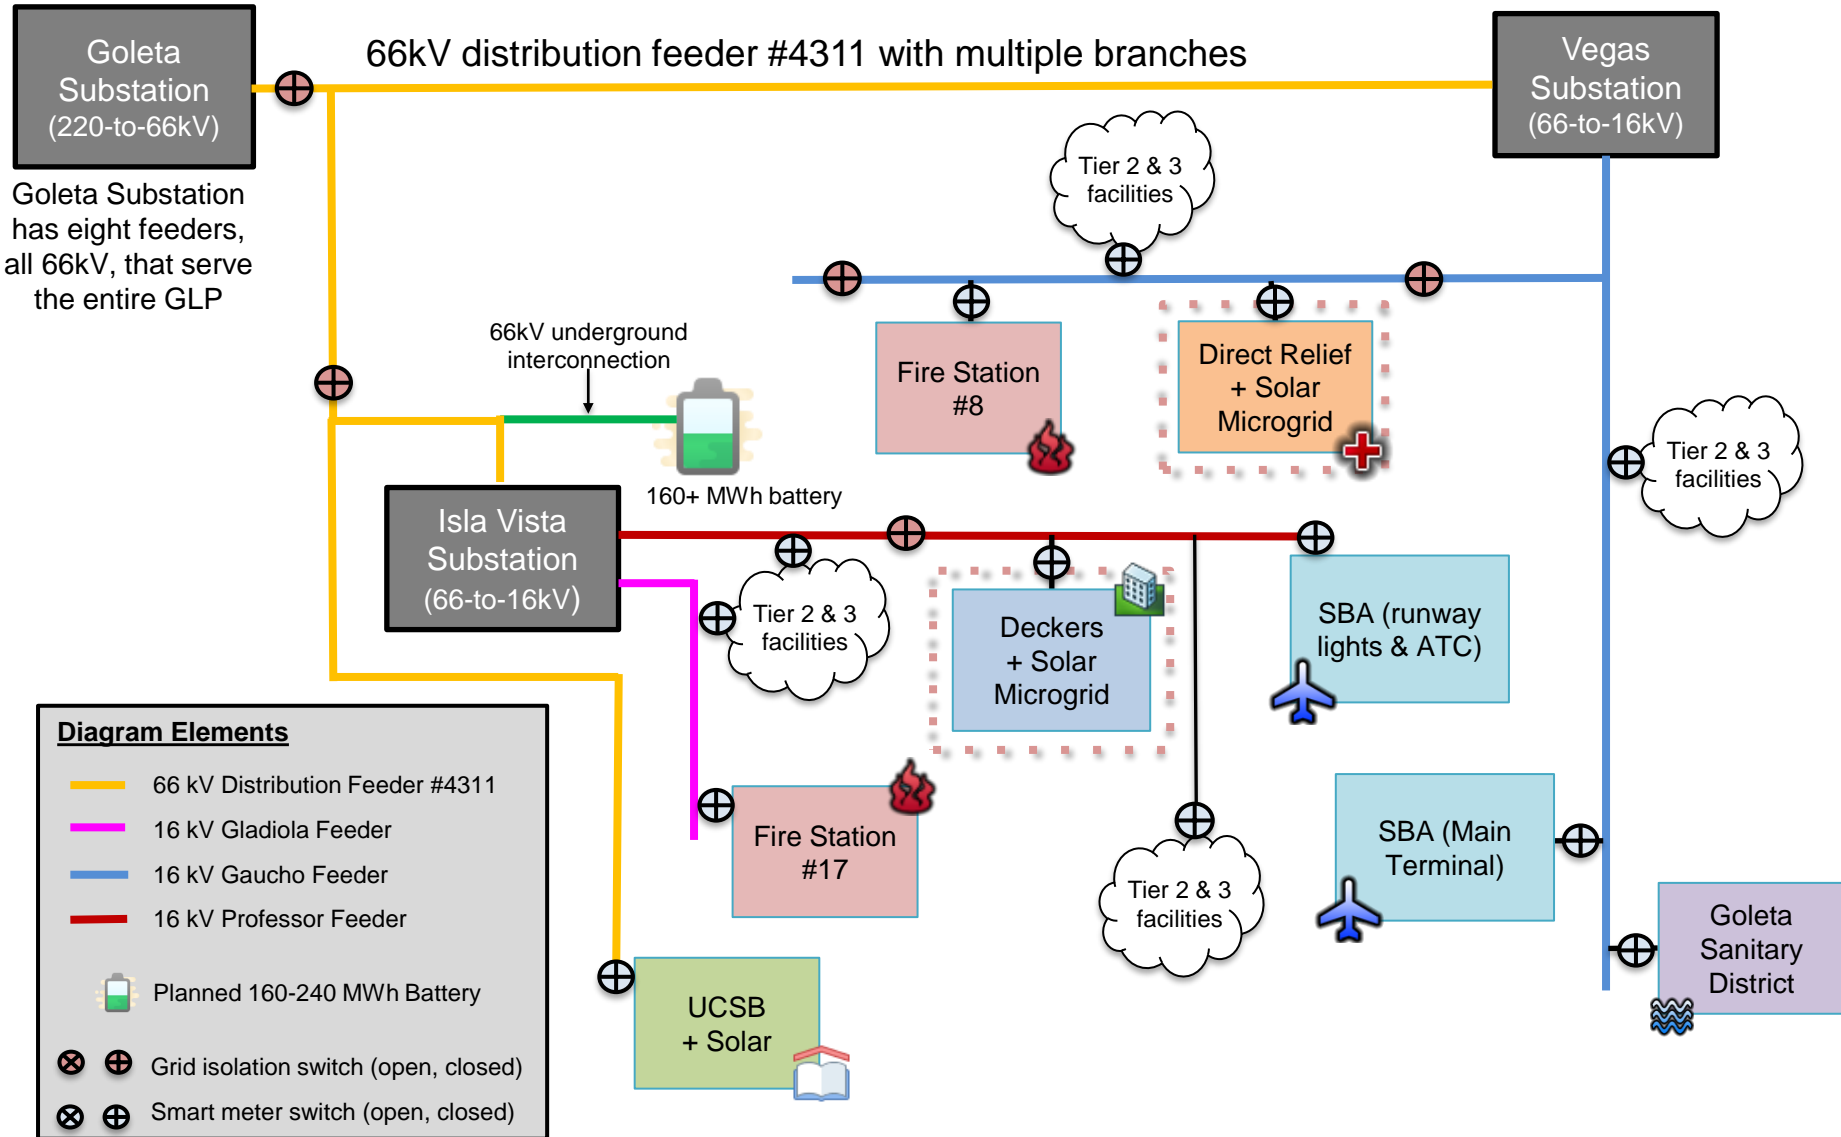 Goleta
Substation
(220-to-66kV)
66kV distribution feeder #4311 with multiple branches
Vegas
Substation
(66-to-16kV)
Goleta Substation
has eight feeders,
all 66kV, that serve
the entire GLP
Tier 2 & 3
facilities
66kV underground
interconnection
160+ MWh battery
Fire Station
#8
Direct Relief
+ Solar
Microgrid
Tier 2 & 3
facilities
Isla Vista
Substation
(66-to-16kV)
Tier 2 & 3
facilities
Deckers
+ Solar
Microgrid
SBA (runway
lights & ATC)
Fire Station
#17
Tier 2 & 3
facilities
SBA (Main
Terminal)
Goleta
Sanitary
District
UCSB
+ Solar
Diagram Elements
66 kV Distribution Feeder #4311
16 kV Gladiola Feeder
16 kV Gaucho Feeder
16 kV Professor Feeder
Planned 160-240 MWh Battery
Grid isolation switch (open, closed)
Smart meter switch (open, closed)